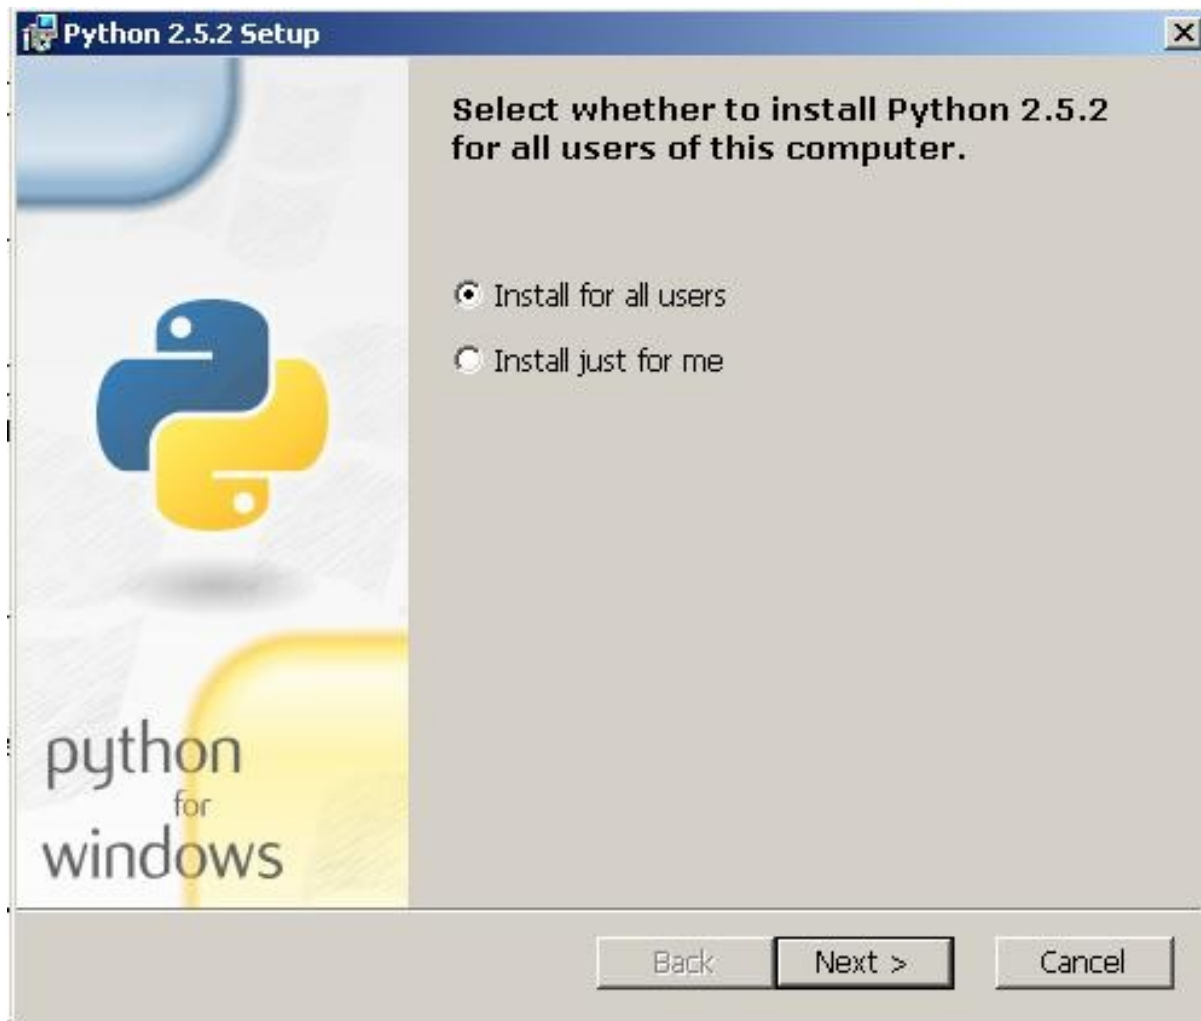 Python 2.5.2 Setup
Select whether to install Python 2.5.2
for all users of this computer.
Install for all users
Install just for me
python
for
windows
Back
Next >
Cancel